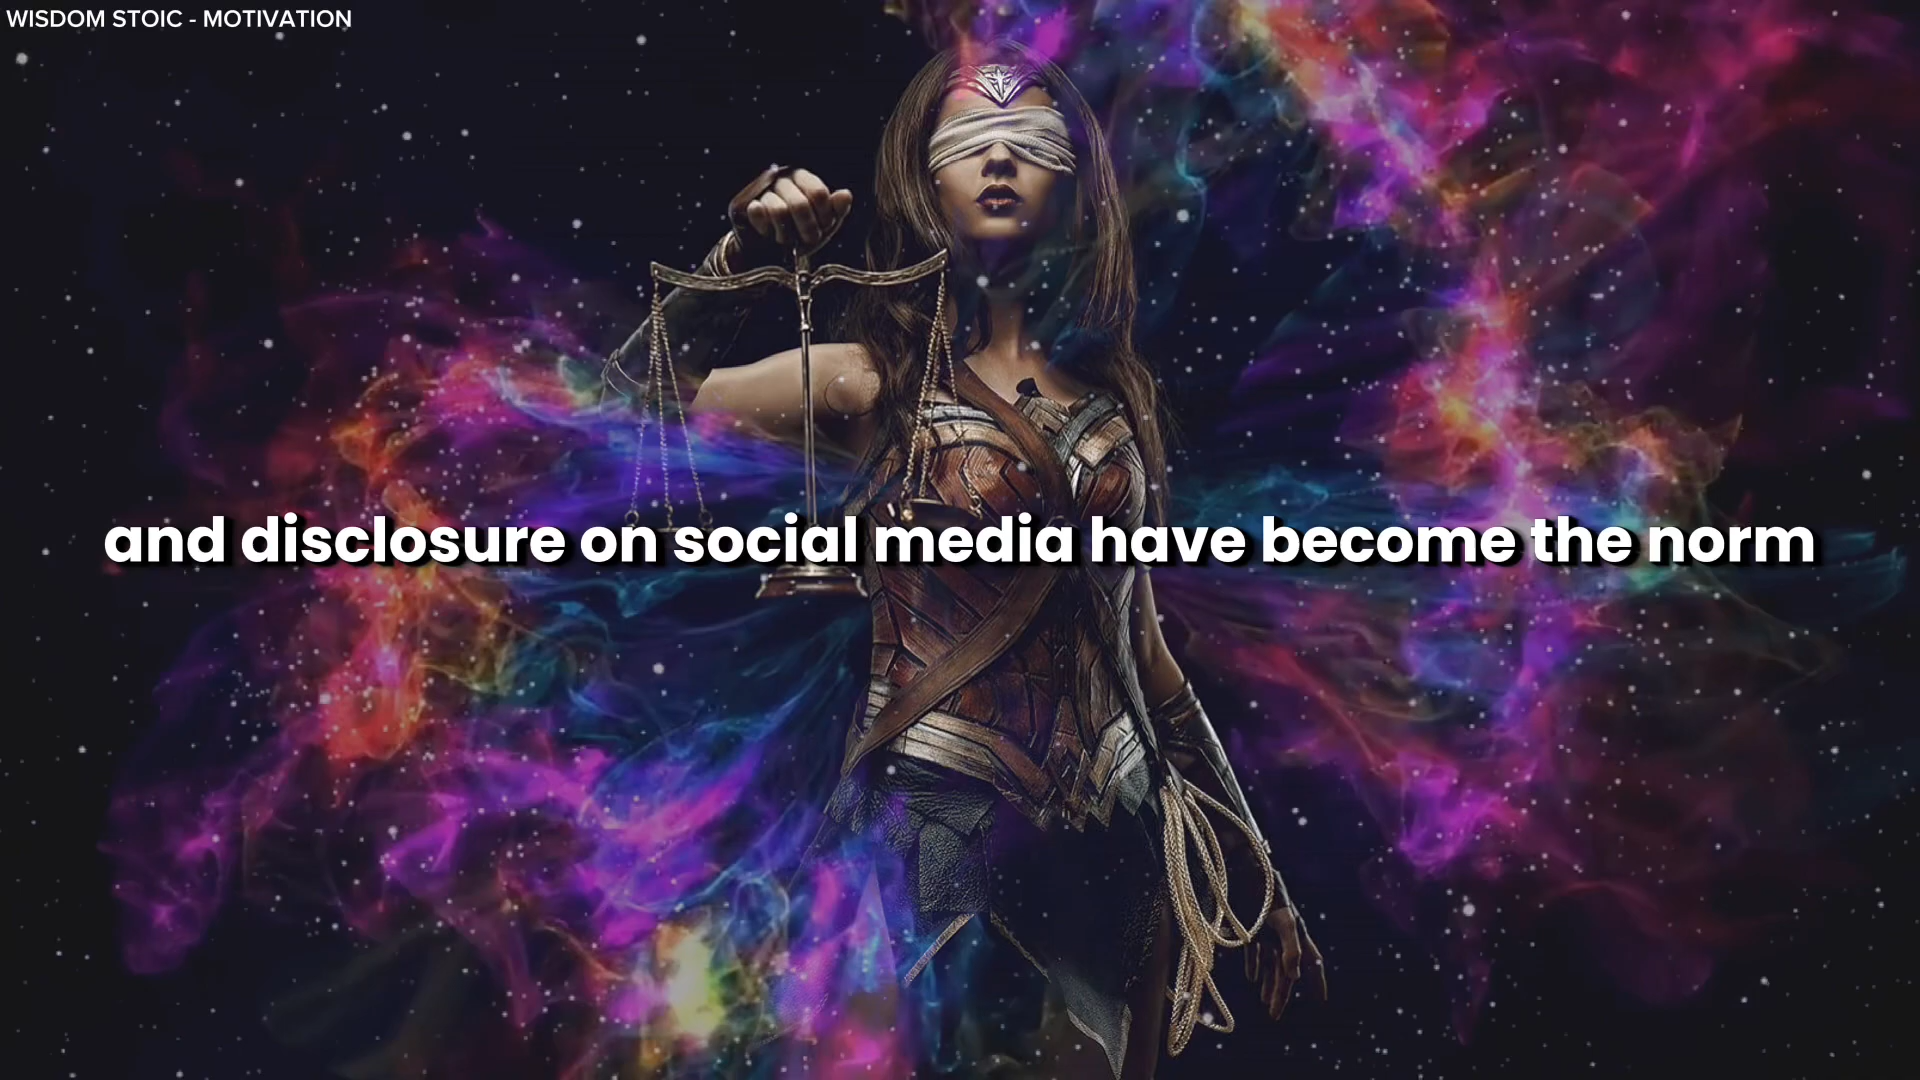 WISDOM STOIC - MOTIVATION
and disclosure on social media have become the norm